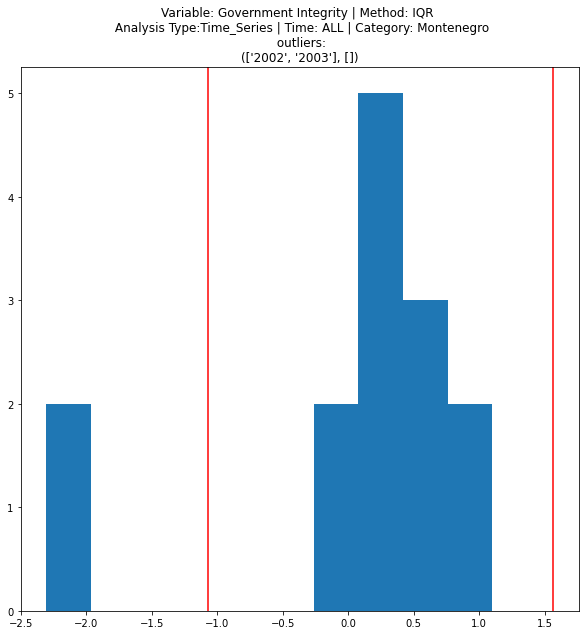 Variable: Government Integrity | Method: IQR
Analysis Type:Time_Series | Time: ALL | Category: Montenegro
outliers:
(['2002', '2003'], [])
5
4
3
2
1
0
−2.5 −2.0 −1.5 −1.0 −0.5 0.0 0.5 1.0 1.5